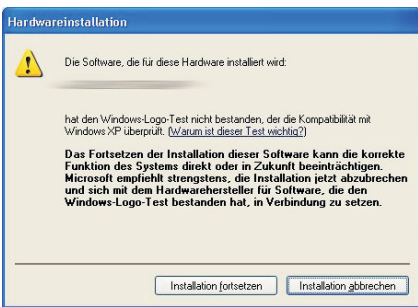 Hardwareinstallation
Die Software, die für diese Hardware installiert wird:
hat den Windows-Logo-Test nicht bestanden, der die Kompatibilität mit
Windows XP überprüft. (Warum ist dieser Test wichtig?)
Das Fortsetzen der Installation dieser Software kann die korrekte
Funktion des Systems direkt oder in Zukunft beeinträchtigen.
Microsoft empfiehlt strengstens, die Installation jetzt abzubrechen
und sich mit dem Hardwarehersteller für Software, die den
Windows-Logo-Test bestanden hat, in Verbindung zu setzen.
Installation fortsetzen
Installation abbrechen